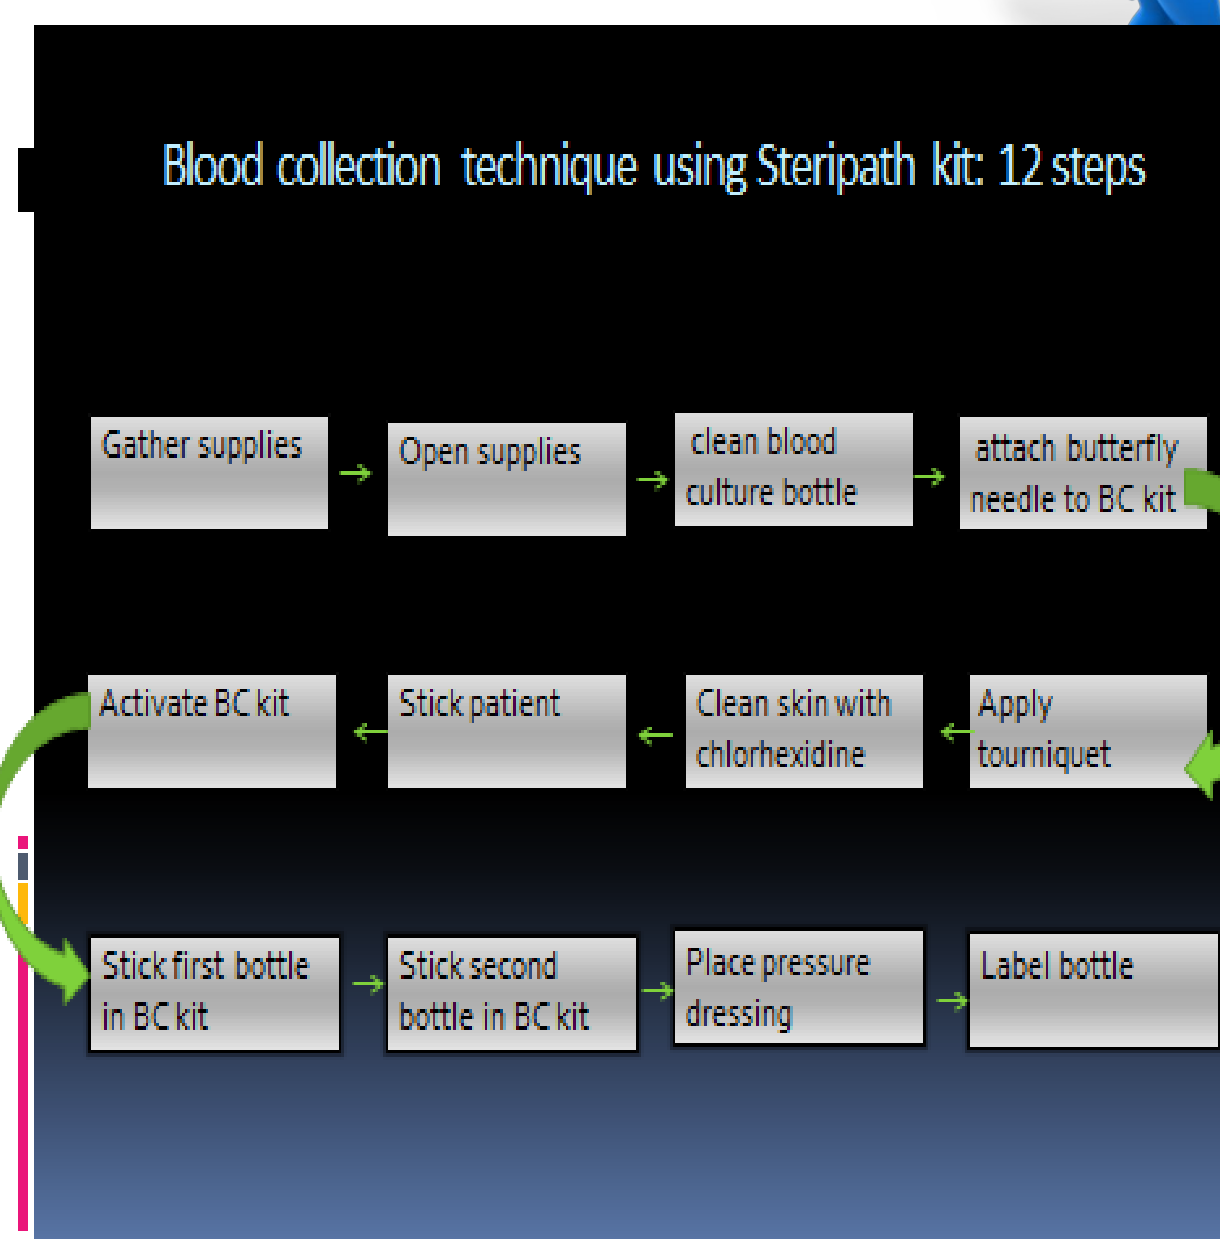 Blood collection technique using Steripath kit: 12 steps
Gather supplies
Open supplies
clean blood
culture bottle
attach butterfly
needle to BC kit
Apply
tourniquet
Clean skin with
chlorhexidine
Stick patient
Activate BC kit
Stick first bottle
in BC kit
Stick second
bottle in BC kit
Place pressure
dressing
Label bottle